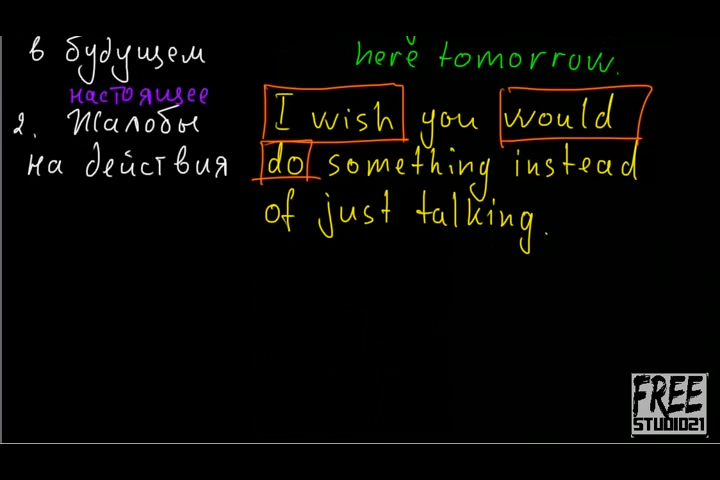 в будущем
here tomorrow.
настоящее
2. Жалобы
на действия
I wish you would
do something instead
of just talking.
FREE
STUDIO21